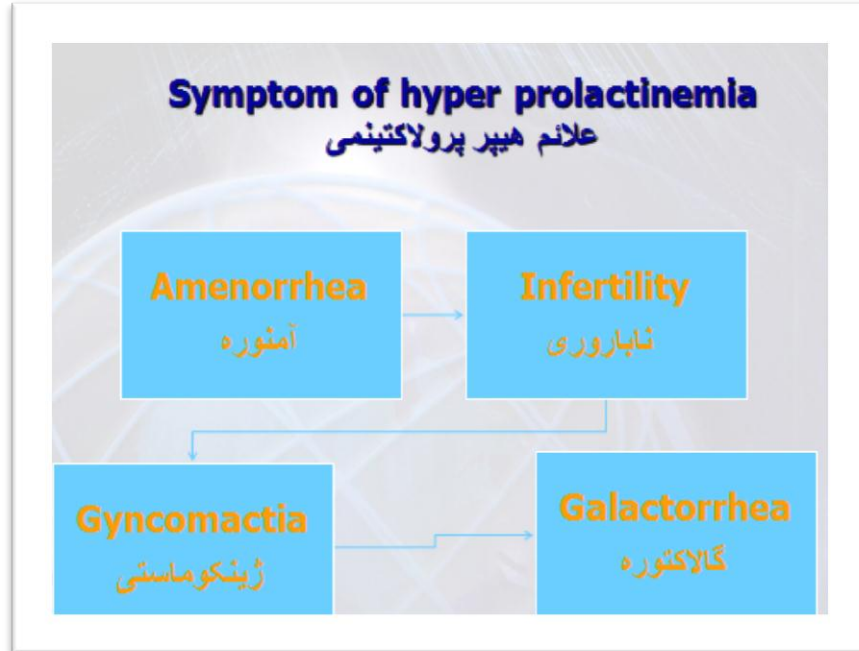 Symptom of hyper prolactinemia
علائم هیپر پرولاکتینمی
Amenorrhea
آمنوره
Infertility
ناباروری
Gyncomactia
ژینکوماستی
Galactorrhea
گالاکتوره